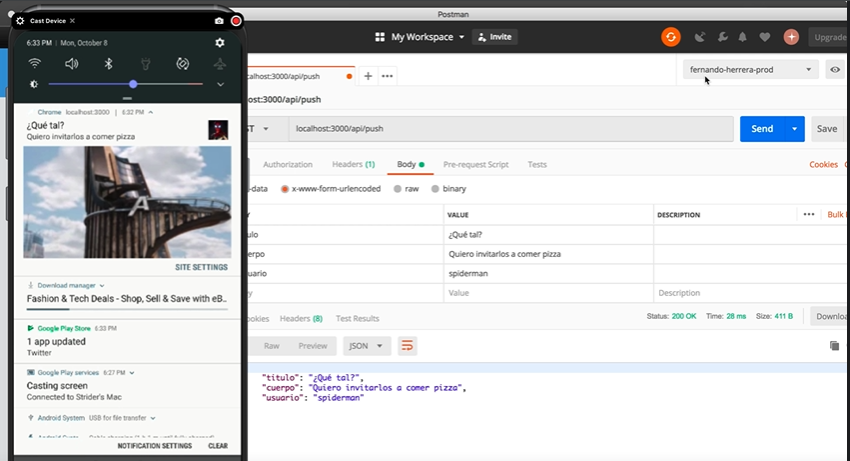 Postman
Cast Device
6:33 PM | Mon, October 8
Chrome localhost:3000 | 6:32 PM
¿Qué tal?
Quiero invitarlos a comer pizza
SITE SETTINGS
Download manager
Fashion & Tech Deals - Shop, Sell & Save with eB..
Google Play Store 6:33 PM
1 app updated
Twitter
Google Play services 6:27 PM
Casting screen
Connected to Strider's Mac
Android System USB for file transfer
NOTIFICATION SETTINGS CLEAR
My Workspace Invite Upgrade
calhost:3000/api/push
fernando-herrera-prod
ost:3000/api/push
ST localhost:3000/api/push Send Save
Authorization Headers (1) Body Pre-request Script Tests Cookies
-data x-www-form-urlencoded raw binary
Y VALUE DESCRIPTION Bulk
ulo ¿Qué tal?
erpo Quiero invitarlos a comer pizza
uario spiderman
y Value Description
okies Headers (8) Test Results Status: 200 OK Time: 28 ms Size: 411 B Downloa
Raw Preview JSON
"titulo": "¿Qué tal?",
"cuerpo": "Quiero invitarlos a comer pizza",
"usuario": "spiderman"